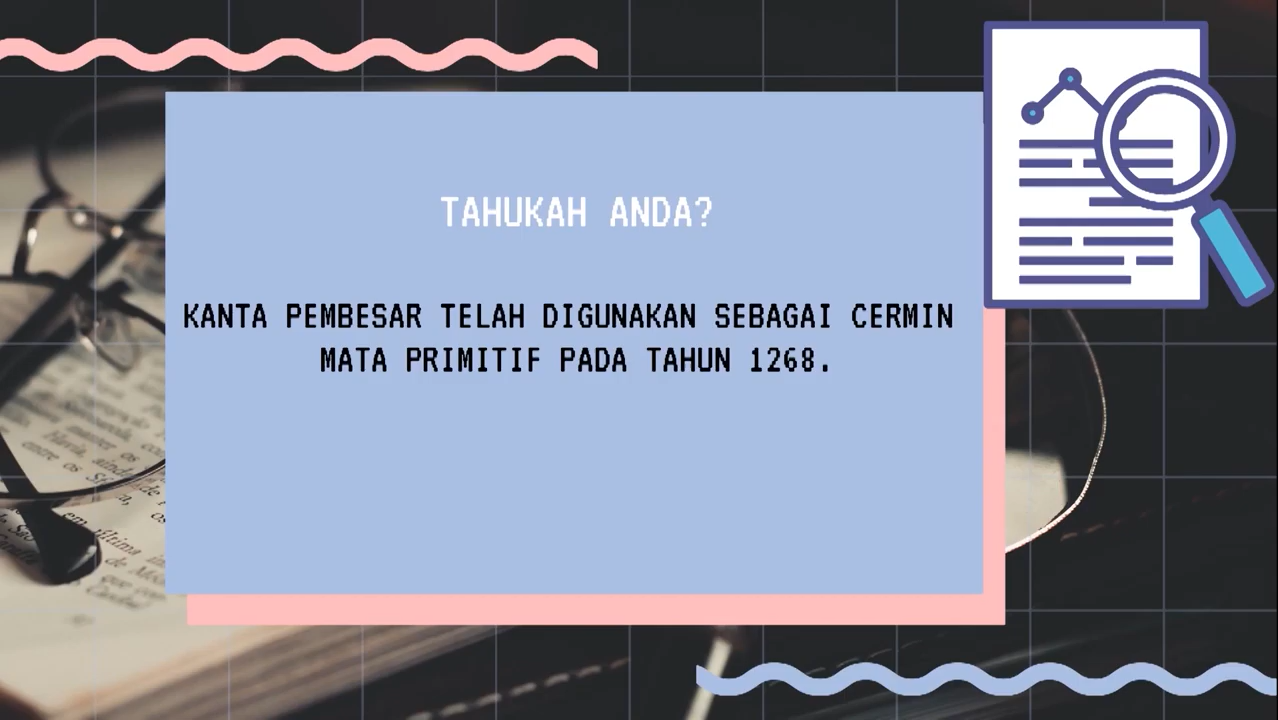 TAHUKAH ANDA?
KANTA PEMBESAR TELAH DIGUNAKAN SEBAGAI CERMIN
MATA PRIMITIF PADA TAHUN 1268.